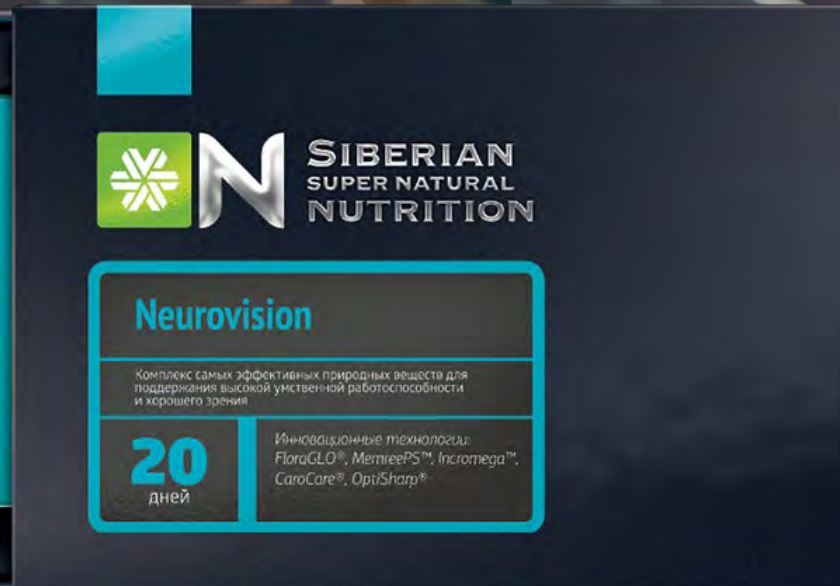 N
SIBERIAN
SUPER NATURAL
NUTRITION
Neurovision
Комплекс самых эффективных природных веществ для
поддержания высокой умственной работоспособности
и хорошего зрения
20
дней
Инновационные технологии:
FloraGLO®, MemreePS™, Incromega™,
CaroCare®, OptiSharp®